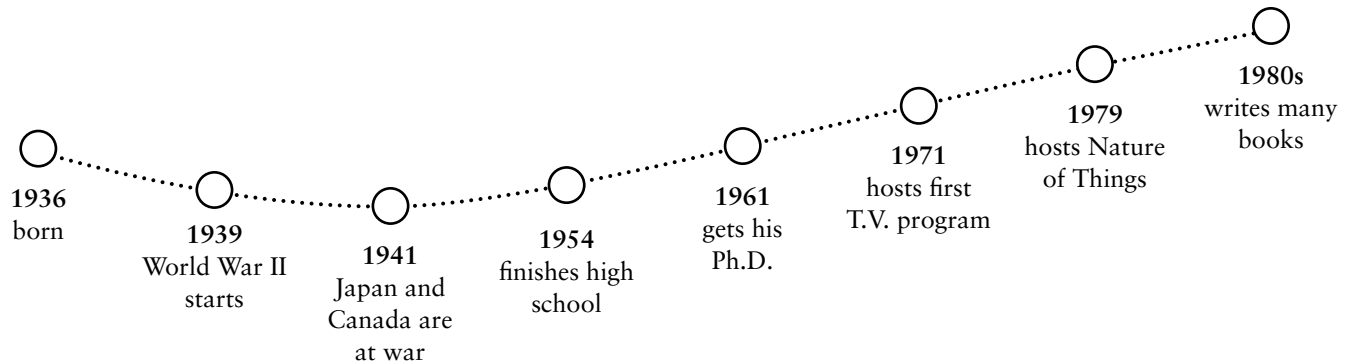 1936
born
1939
World War II
starts
1941
Japan and
Canada are
at war
1954
finishes high
school
1961
gets his
Ph.D.
1971
hosts first
T.V. program
1979
hosts Nature
of Things
1980s
writes many
books